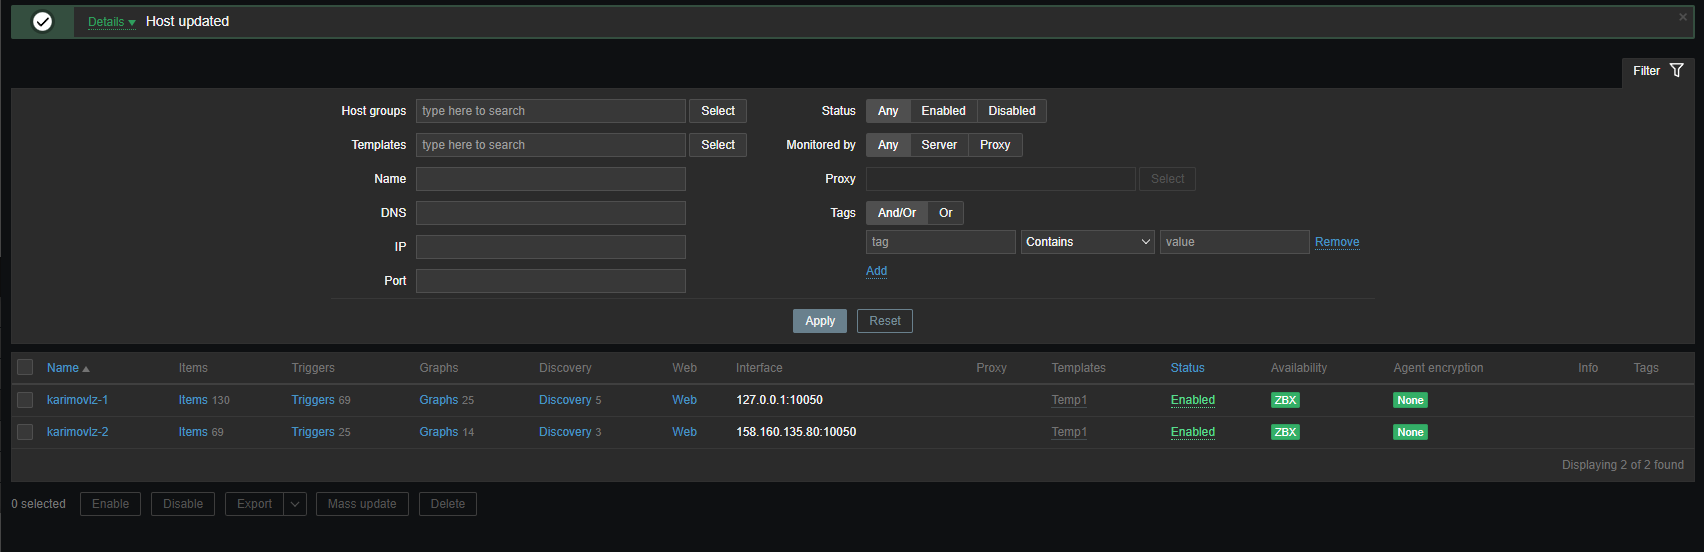 Details Host updated
Filter
Host groups type here to search Select Status Any Enabled Disabled
Templates type here to search Select Monitored by Any Server Proxy
Name Proxy Select
DNS Tags And/Or Or
IP tag Contains value Remove
Port Add
Apply Reset
Name Items Triggers Graphs Discovery Web Interface Proxy Templates Status Availability Agent encryption Info Tags
karimovlz-1 Items 130 Triggers 69 Graphs 25 Discovery 5 Web 127.0.0.1:10050 Temp1 Enabled ZBX None
karimovlz-2 Items 69 Triggers 25 Graphs 14 Discovery 3 Web 158.160.135.80:10050 Temp1 Enabled ZBX None
Displaying 2 of 2 found
0 selected Enable Disable Export Mass update Delete